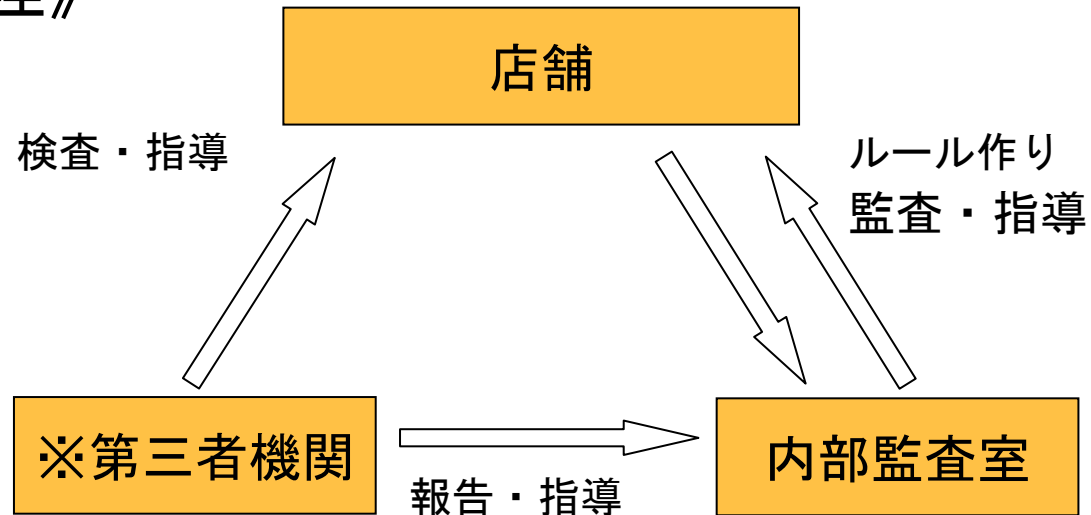 店舗
検査・指導
ルール作り
監査・指導
※第三者機関
内部監査室
報告・指導